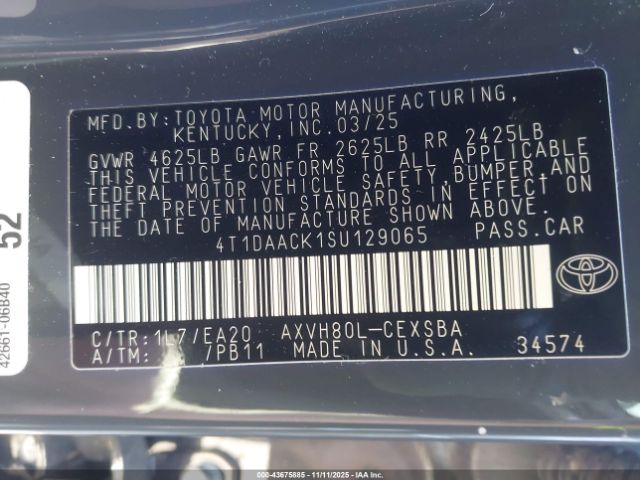 MFD.BY:TOYOTA MOTOR MANUFACTURING,
KENTUCKY, INC.03/25
GVWR 4625LB GAWR FR 2625LB RR 2425LB
THIS VEHICLE CONFORMS TO ALL APPLICABLE
FEDERAL MOTOR VEHICLE SAFETY,BUMPER,AND
THEFT PREVENTION STANDARDS IN EFFECT ON
THE DATE OF MANUFACTURE SHOWN ABOVE.
4T1DAACK1SU129065 PASS.CAR
C/TR:1L7/EA20 AXVH80L-CEXSBA
A/TM: /PB11 MADE IN U.S.A. 34574
52
42661-06B40
000-43675885 11/11/2025 IAAI.COM